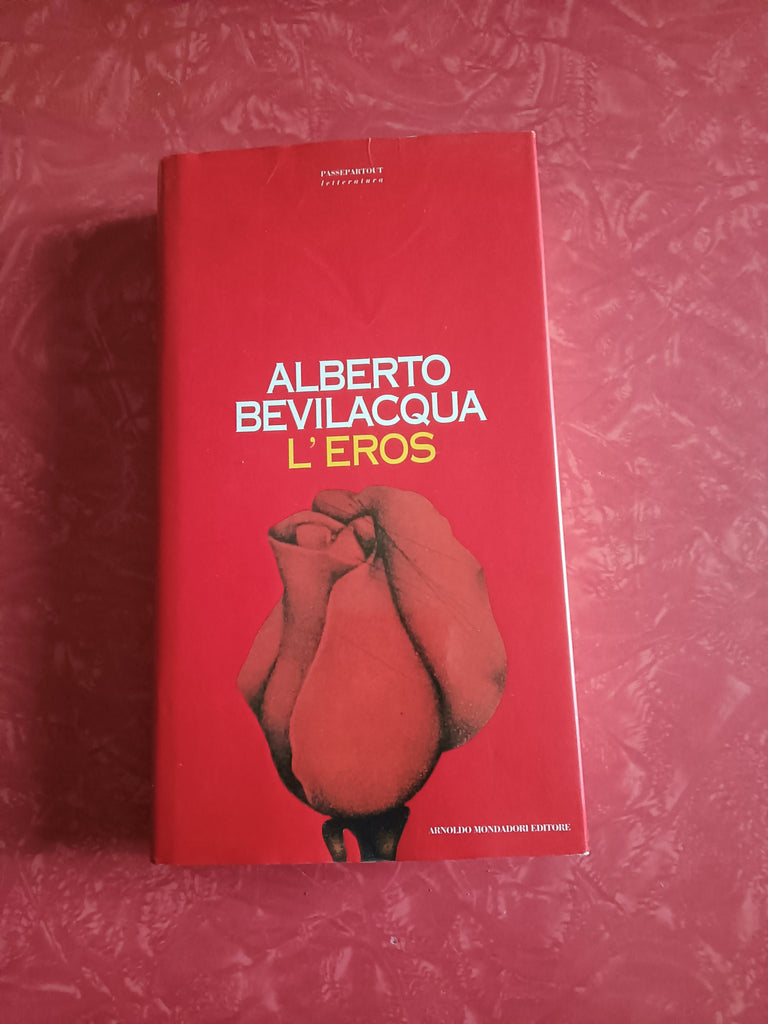 PASSEPARTOUT
letteratura
ALBERTO
BEVILACQUA
L'EROS
ARNOLDO MONDADORI EDITORE